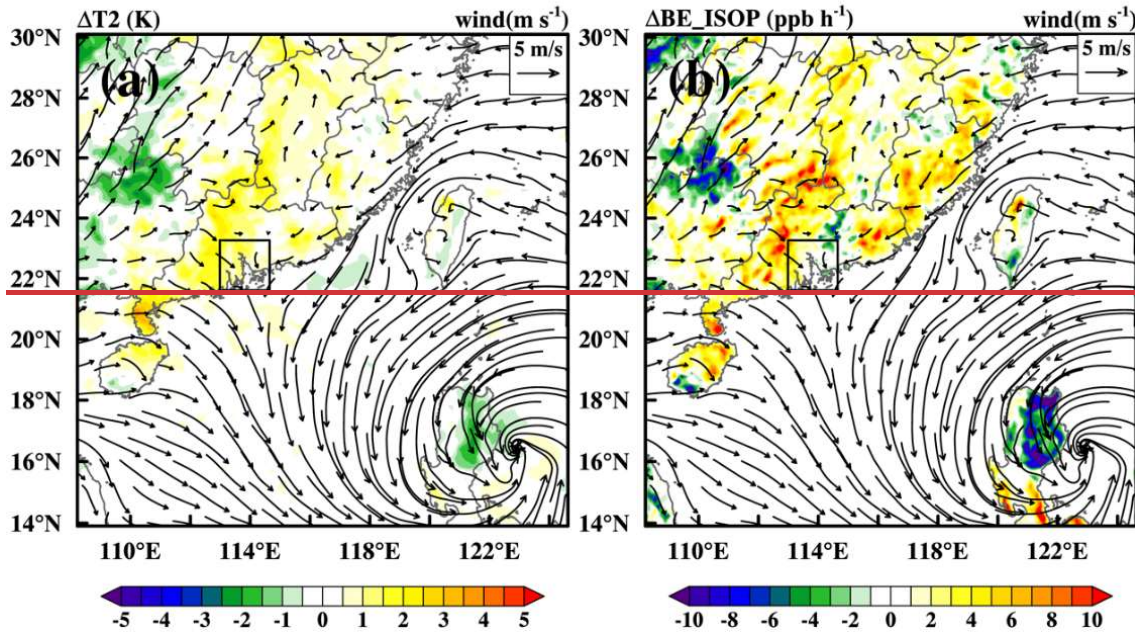 ΔT2 (K) wind(m s⁻¹) ΔBE_ISOP (ppb h⁻¹) wind(m s⁻¹)
30°N 5 m/s 30°N 5 m/s
(a) (b)
28°N 28°N
26°N 26°N
24°N 24°N
22°N 22°N
20°N 20°N
18°N 18°N
16°N 16°N
14°N 14°N
110°E 114°E 118°E 122°E 110°E 114°E 118°E 122°E
-5 -4 -3 -2 -1 0 1 2 3 4 5 -10 -8 -6 -4 -2 0 2 4 6 8 10